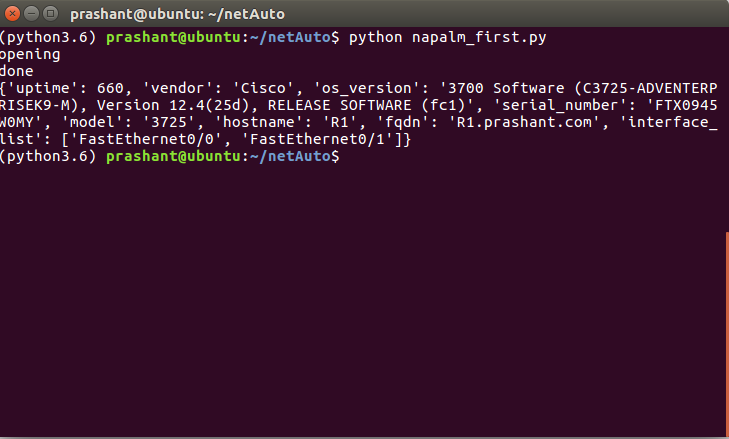 prashant@ubuntu: ~/netAuto
(python3.6) prashant@ubuntu:~/netAuto$ python napalm_first.py
opening
done
{'uptime': 660, 'vendor': 'Cisco', 'os_version': '3700 Software (C3725-ADVENTERP
RISEK9-M), Version 12.4(25d), RELEASE SOFTWARE (fc1)', 'serial_number': 'FTX0945
W0MY', 'model': '3725', 'hostname': 'R1', 'fqdn': 'R1.prashant.com', 'interface_
list': ['FastEthernet0/0', 'FastEthernet0/1']}
(python3.6) prashant@ubuntu:~/netAuto$